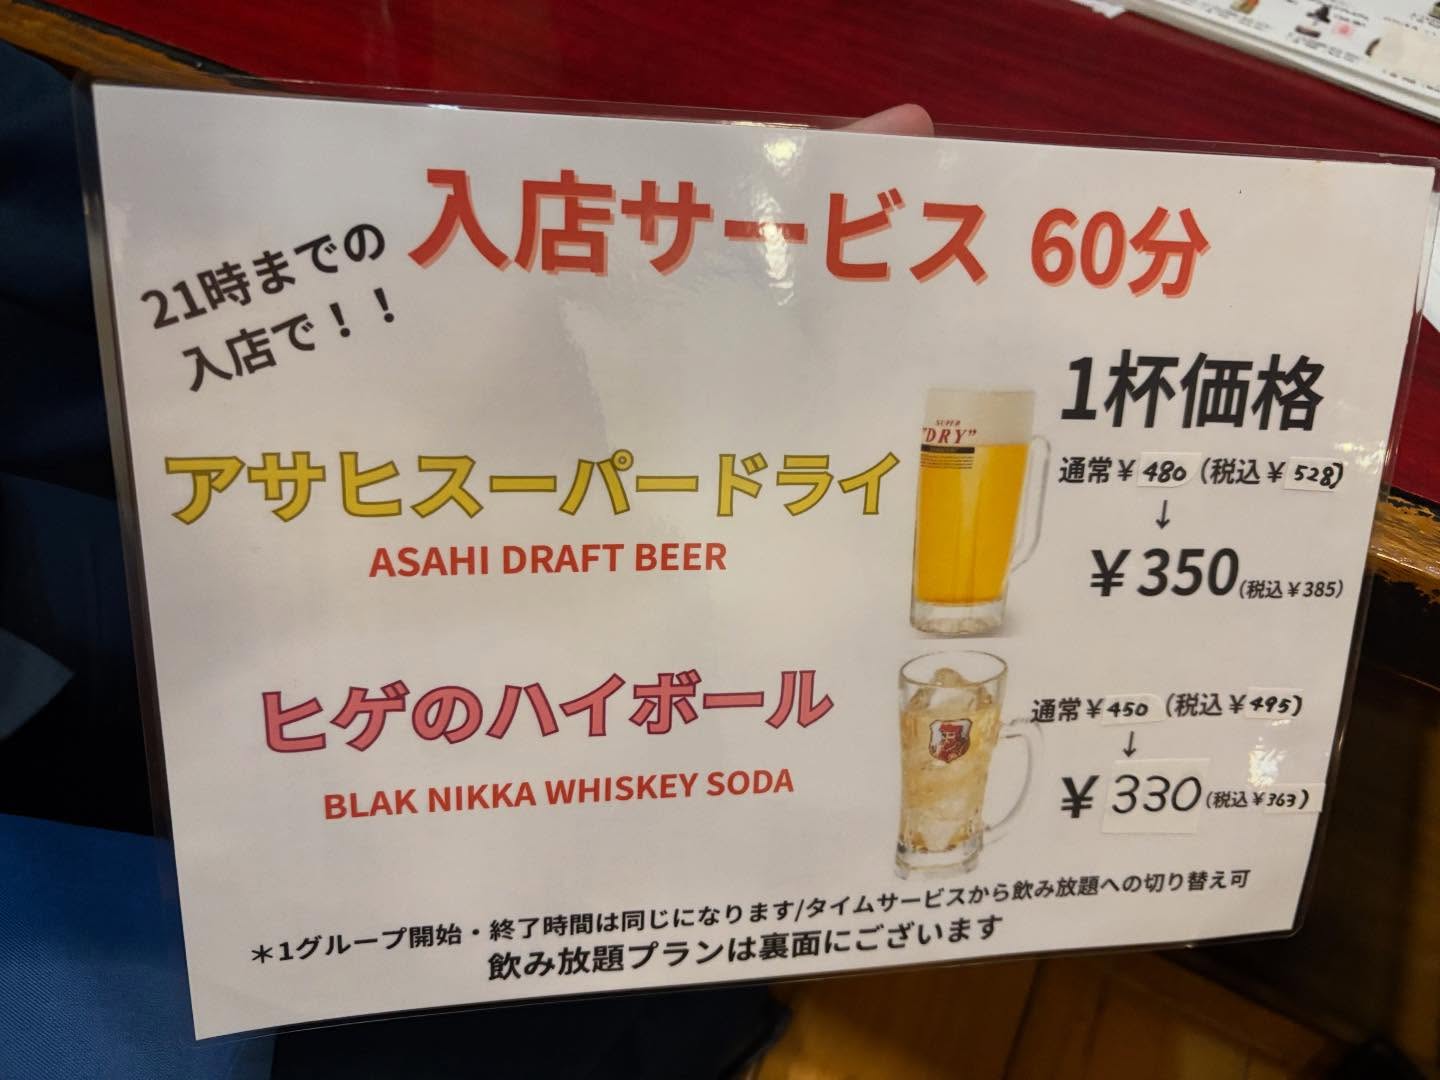 入店サービス 60分
21時までの
入店で！！
1杯価格
アサヒスーパードライ
ASAHI DRAFT BEER
SUPER
"DRY"
通常￥480（税込￥528）
↓
￥350(税込￥385)
ヒゲのハイボール
BLAK NIKKA WHISKEY SODA
通常￥450（税込￥495）
↓
￥330(税込￥363)
＊1グループ開始・終了時間は同じになります/タイムサービスから飲み放題への切り替え可
飲み放題プランは裏面にございます